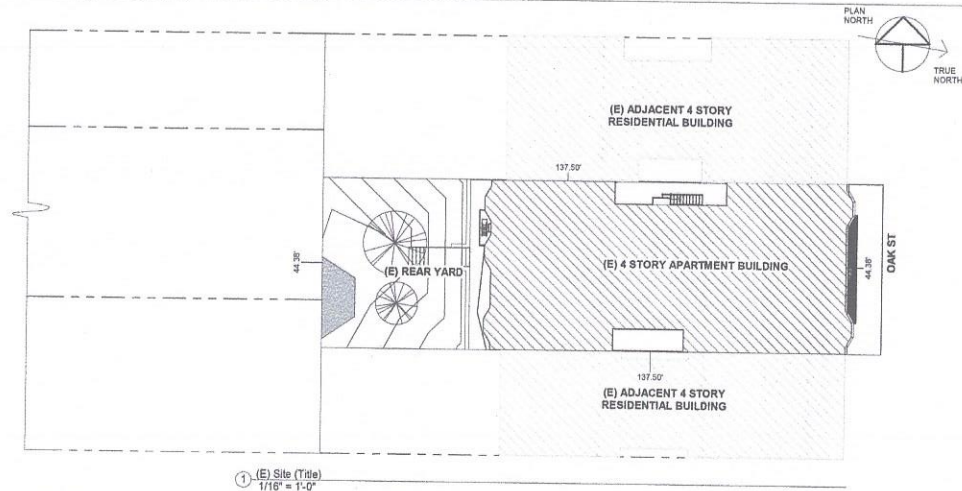 PLAN
NORTH
TRUE
NORTH
(E) ADJACENT 4 STORY
RESIDENTIAL BUILDING
137.50'
44.38'
(E) REAR YARD
(E) 4 STORY APARTMENT BUILDING
44.38'
OAK ST
137.50'
(E) ADJACENT 4 STORY
RESIDENTIAL BUILDING
1 (E) Site (Title)
1/16" = 1'-0"